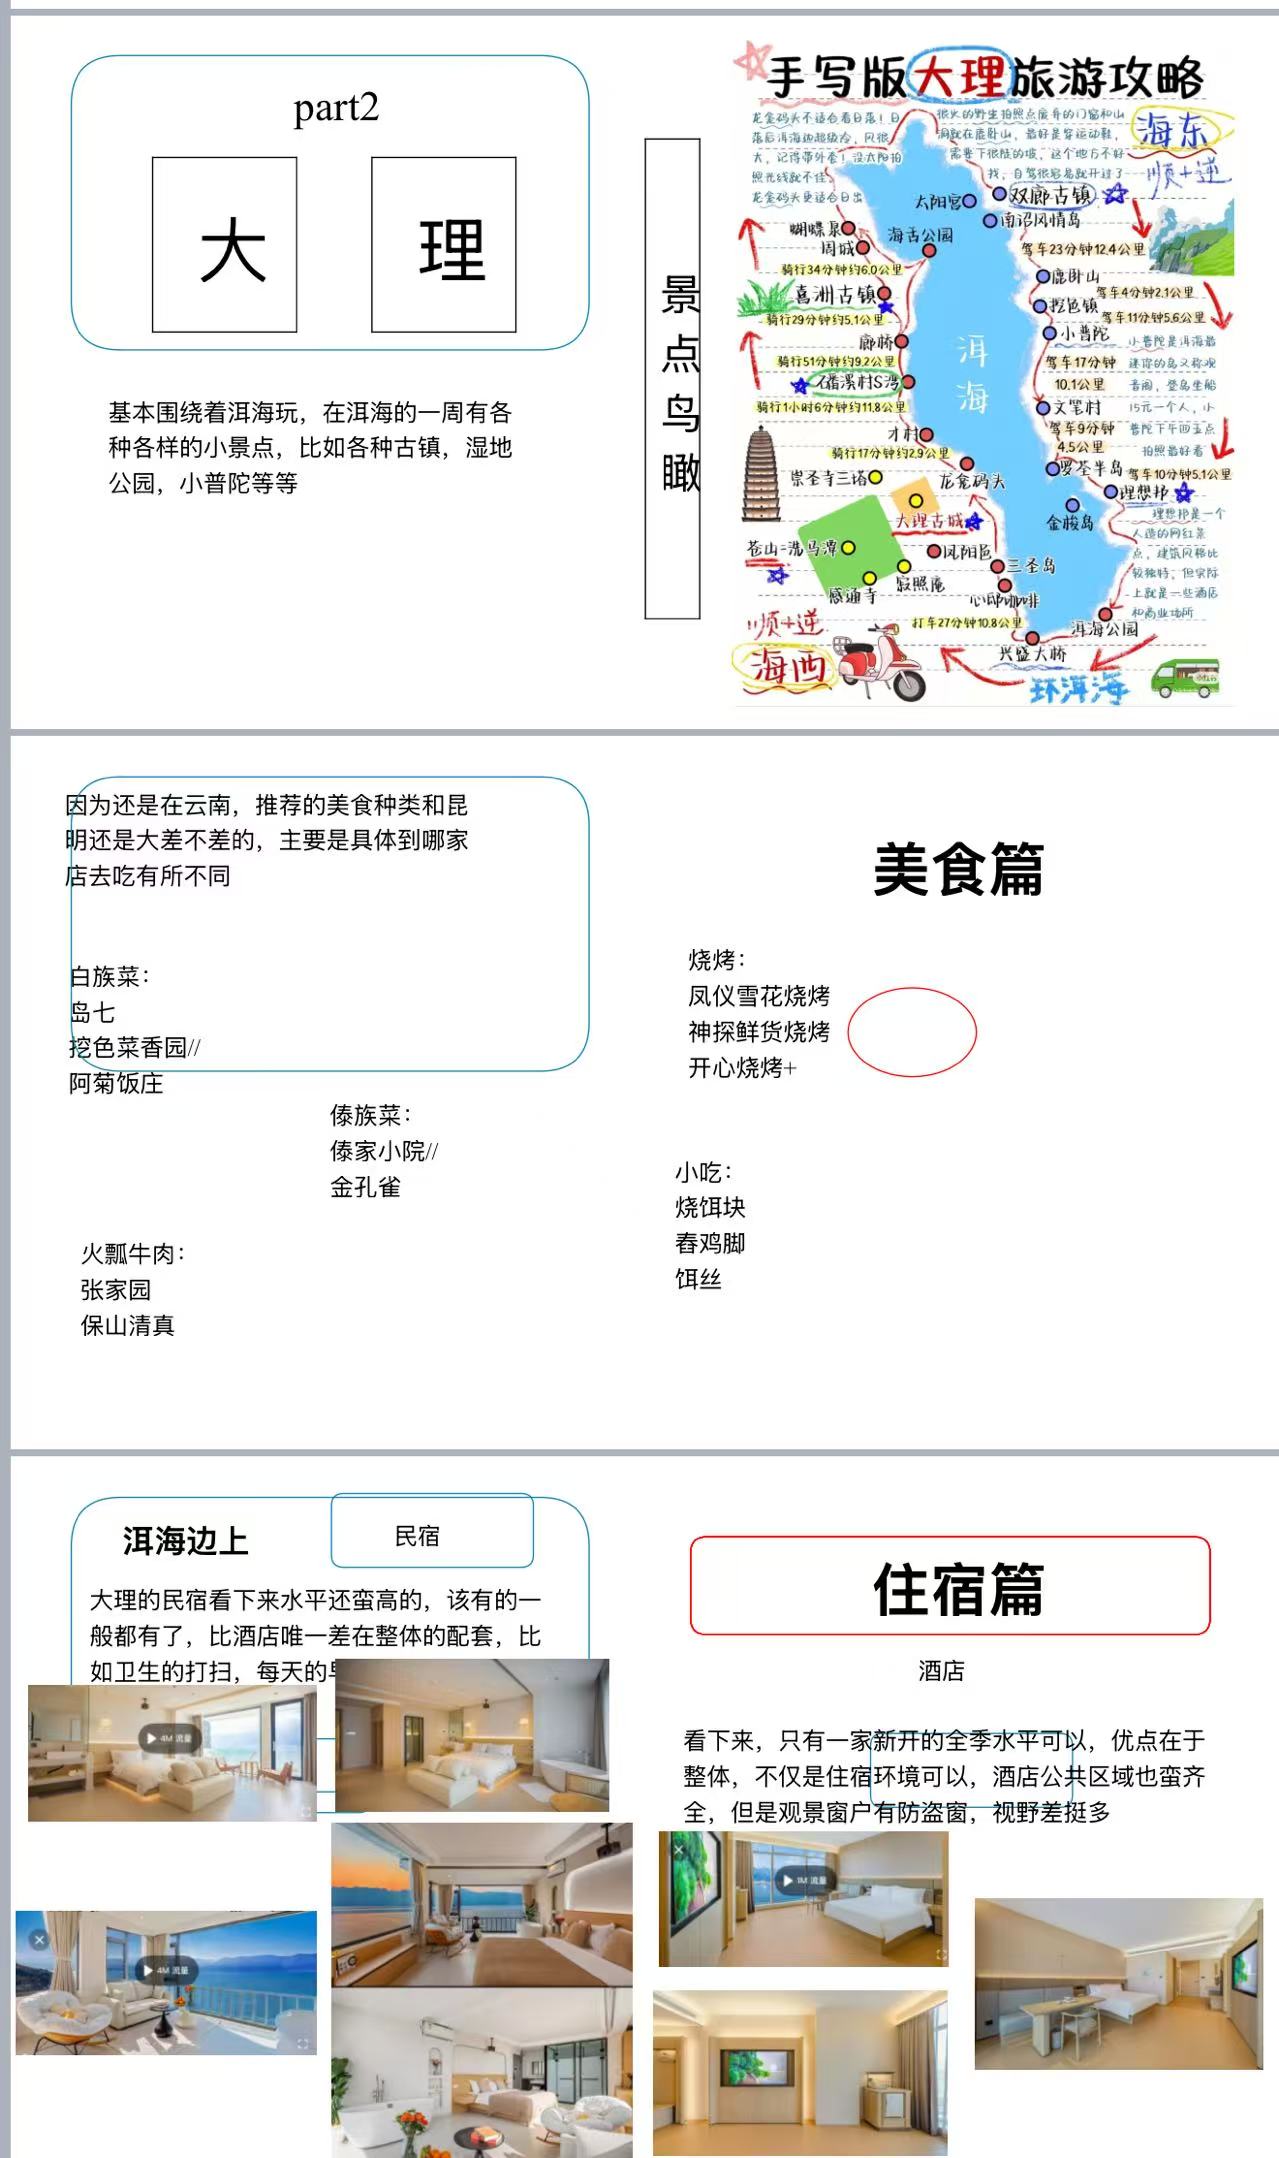 part2
大 理
基本围绕着洱海玩，在洱海的一周有各
种各样的小景点，比如各种古镇，湿地
公园，小普陀等等
景点鸟瞰
手写版大理旅游攻略
龙龛码头不适合看日落！日
落后洱海边超级冷，风很
大，记得带外套！没太阳拍
照光线就不佳。
龙龛码头更适合日出
很火的野生拍照点废弃的门窗和山
洞就在鹿卧山，最好是穿运动鞋，
需要下很陡的坡，这个地方不好
找，自驾很容易就开过了
海东
顺+逆
太阳宫
双廊古镇
南诏风情岛
蝴蝶泉
周城
海舌公园
驾车23分钟12.4公里
骑行34分钟约6.0公里
鹿卧山
驾车4分钟2.1公里
喜洲古镇
挖色镇
驾车11分钟5.6公里
骑行29分钟约5.1公里
小普陀
廊桥
洱海
小普陀是洱海最
迷你的岛又称观
音阁，登岛坐船
15元一个人，小
普陀下午四五点
拍照最好看
骑行51分钟约9.2公里
驾车17分钟
10.1公里
磻溪村S湾
骑行1小时6分钟约11.8公里
文笔村
驾车9分钟
4.5公里
才村
骑行17分钟约2.9公里
罗荃半岛
驾车10分钟5.1公里
崇圣寺三塔
龙龛码头
理想邦
金梭岛
理想邦是一个
人造的网红景
点，建筑风格比
较独特，但实际
上就是一些酒店
和商业场所
大理古城
苍山=洗马潭
凤阳邑
三圣岛
感通寺
寂照庵
心邸咖啡
顺+逆
打车27分钟10.8公里
洱海公园
海西
兴盛大桥
环洱海
因为还是在云南，推荐的美食种类和昆
明还是大差不差的，主要是具体到哪家
店去吃有所不同
美食篇
白族菜：
岛七
挖色菜香园//
阿菊饭庄
烧烤：
凤仪雪花烧烤
神探鲜货烧烤
开心烧烤+
傣族菜：
傣家小院//
金孔雀
小吃：
烧饵块
舂鸡脚
饵丝
火瓢牛肉：
张家园
保山清真
洱海边上
民宿
大理的民宿看下来水平还蛮高的，该有的一
般都有了，比酒店唯一差在整体的配套，比
如卫生的打扫，每天的
4M 流量
4M 流量
住宿篇
酒店
看下来，只有一家新开的全季水平可以，优点在于
整体，不仅是住宿环境可以，酒店公共区域也蛮齐
全，但是观景窗户有防盗窗，视野差挺多
1M 流量